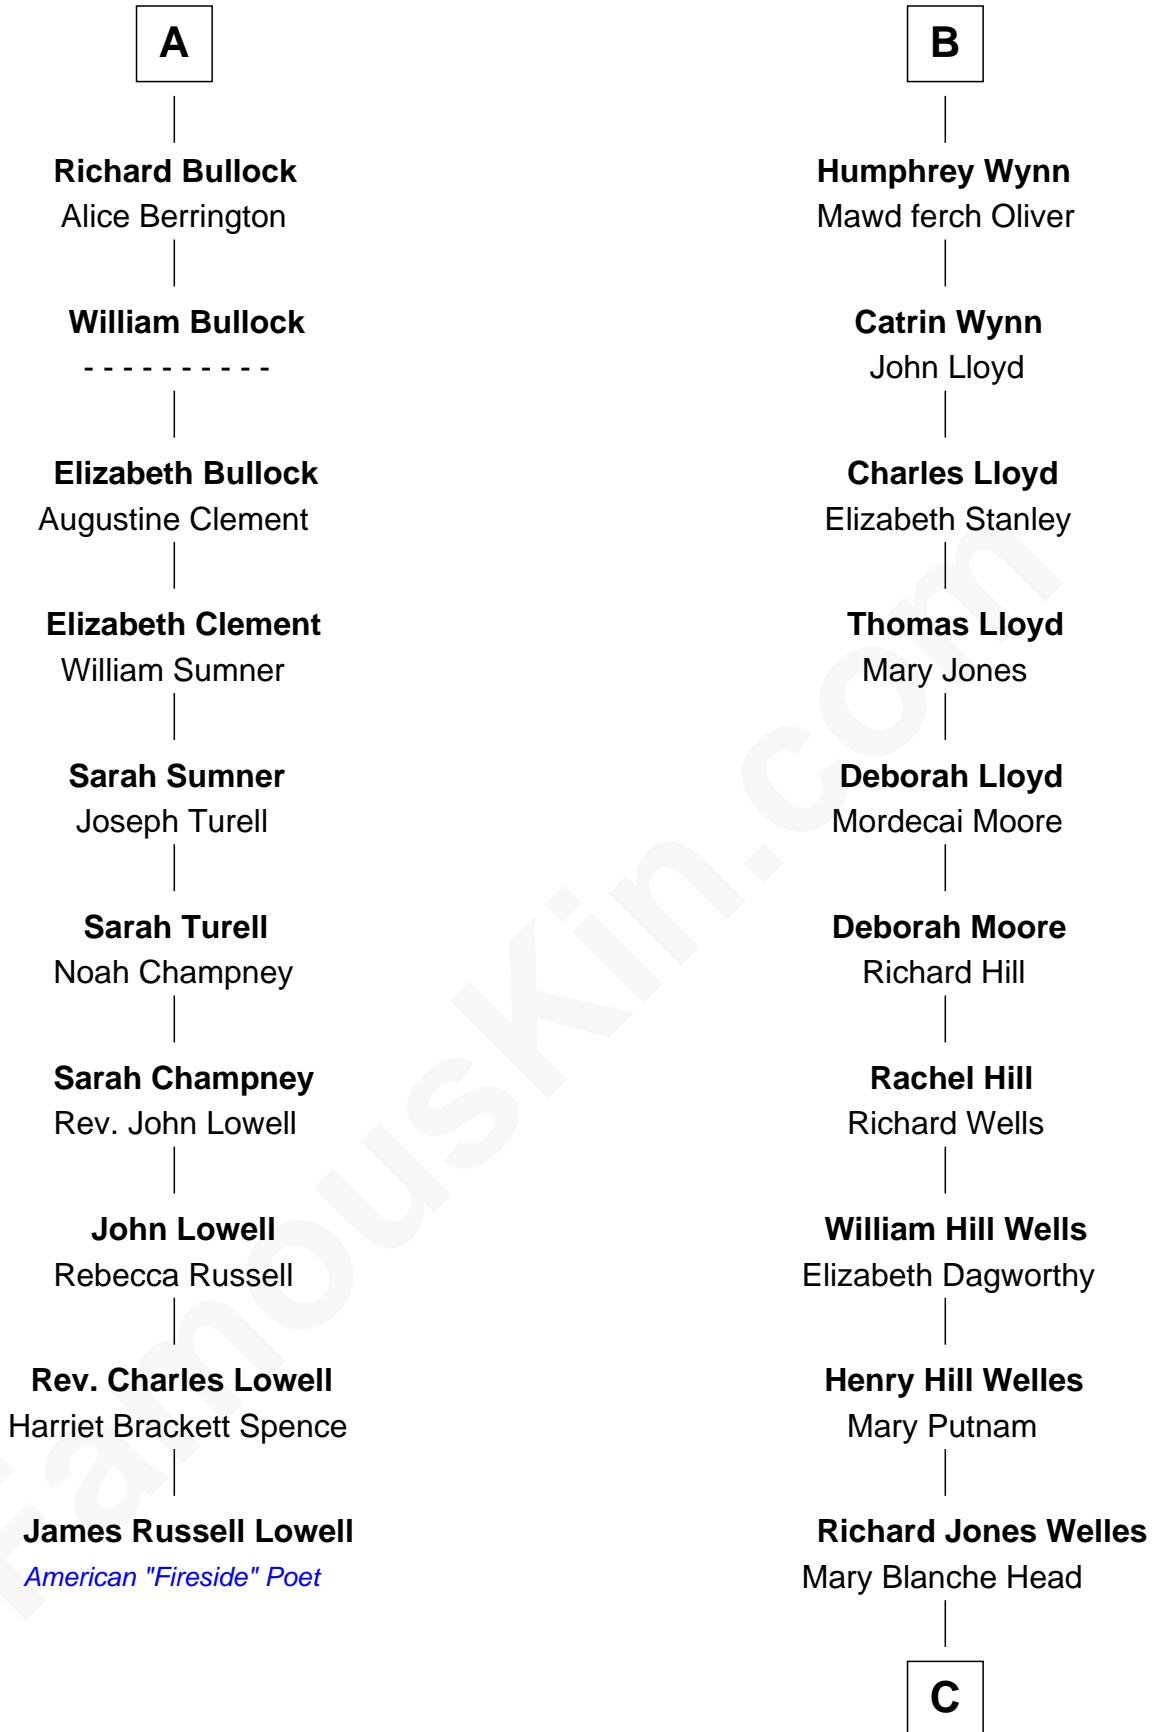 A
Richard Bullock
Alice Berrington
William Bullock
- - - - - - - - - -
Elizabeth Bullock
Augustine Clement
Elizabeth Clement
William Sumner
Sarah Sumner
Joseph Turell
Sarah Turell
Noah Champney
Sarah Champney
Rev. John Lowell
John Lowell
Rebecca Russell
Rev. Charles Lowell
Harriet Brackett Spence
James Russell Lowell
American "Fireside" Poet
B
Humphrey Wynn
Mawd ferch Oliver
Catrin Wynn
John Lloyd
Charles Lloyd
Elizabeth Stanley
Thomas Lloyd
Mary Jones
Deborah Lloyd
Mordecai Moore
Deborah Moore
Richard Hill
Rachel Hill
Richard Wells
William Hill Wells
Elizabeth Dagworthy
Henry Hill Welles
Mary Putnam
Richard Jones Welles
Mary Blanche Head
C
FamousKin.com